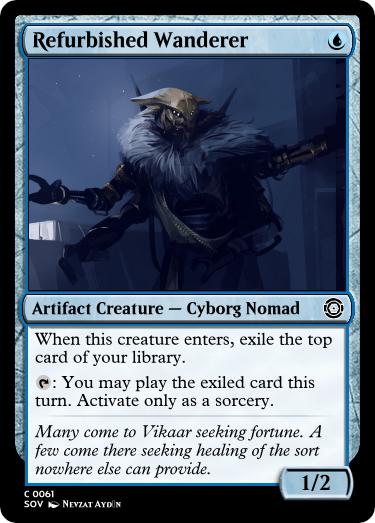 Refurbished Wanderer
Artifact Creature — Cyborg Nomad
When this creature enters, exile the top
card of your library.
: You may play the exiled card this
turn. Activate only as a sorcery.
Many come to Vikaar seeking fortune. A
few come there seeking healing of the sort
nowhere else can provide.
1/2
C 0061
SOV Nevzat Aydın